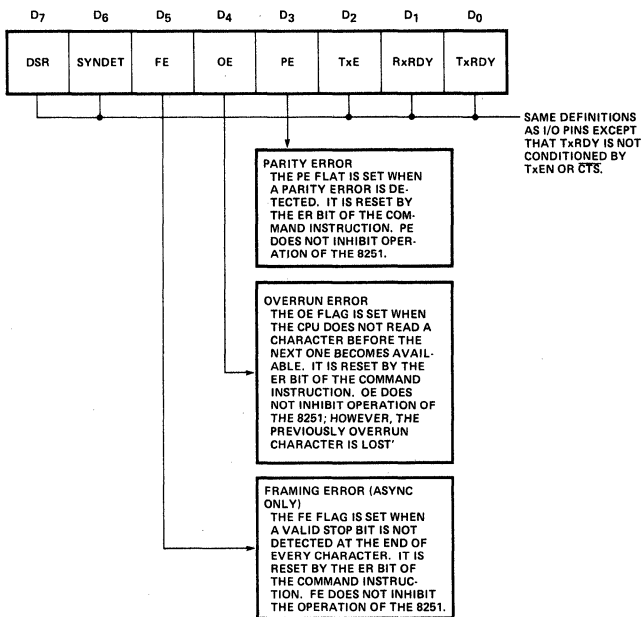 D7 D6 D5 D4 D3 D2 D1 D0
DSR SYNDET FE OE PE TxE RxRDY TxRDY
SAME DEFINITIONS
AS I/O PINS EXCEPT
THAT TxRDY IS NOT
CONDITIONED BY
TxEN OR C̅T̅S̅.
PARITY ERROR
THE PE FLAT IS SET WHEN
A PARITY ERROR IS DE-
TECTED. IT IS RESET BY
THE ER BIT OF THE COM-
MAND INSTRUCTION. PE
DOES NOT INHIBIT OPER-
ATION OF THE 8251.
OVERRUN ERROR
THE OE FLAG IS SET WHEN
THE CPU DOES NOT READ A
CHARACTER BEFORE THE
NEXT ONE BECOMES AVAIL-
ABLE. IT IS RESET BY THE
ER BIT OF THE COMMAND
INSTRUCTION. OE DOES
NOT INHIBIT OPERATION OF
THE 8251; HOWEVER, THE
PREVIOUSLY OVERRUN
CHARACTER IS LOST'
FRAMING ERROR (ASYNC
ONLY)
THE FE FLAG IS SET WHEN
A VALID STOP BIT IS NOT
DETECTED AT THE END OF
EVERY CHARACTER. IT IS
RESET BY THE ER BIT OF
THE COMMAND INSTRUC-
TION. FE DOES NOT INHIBIT
THE OPERATION OF THE 8251.